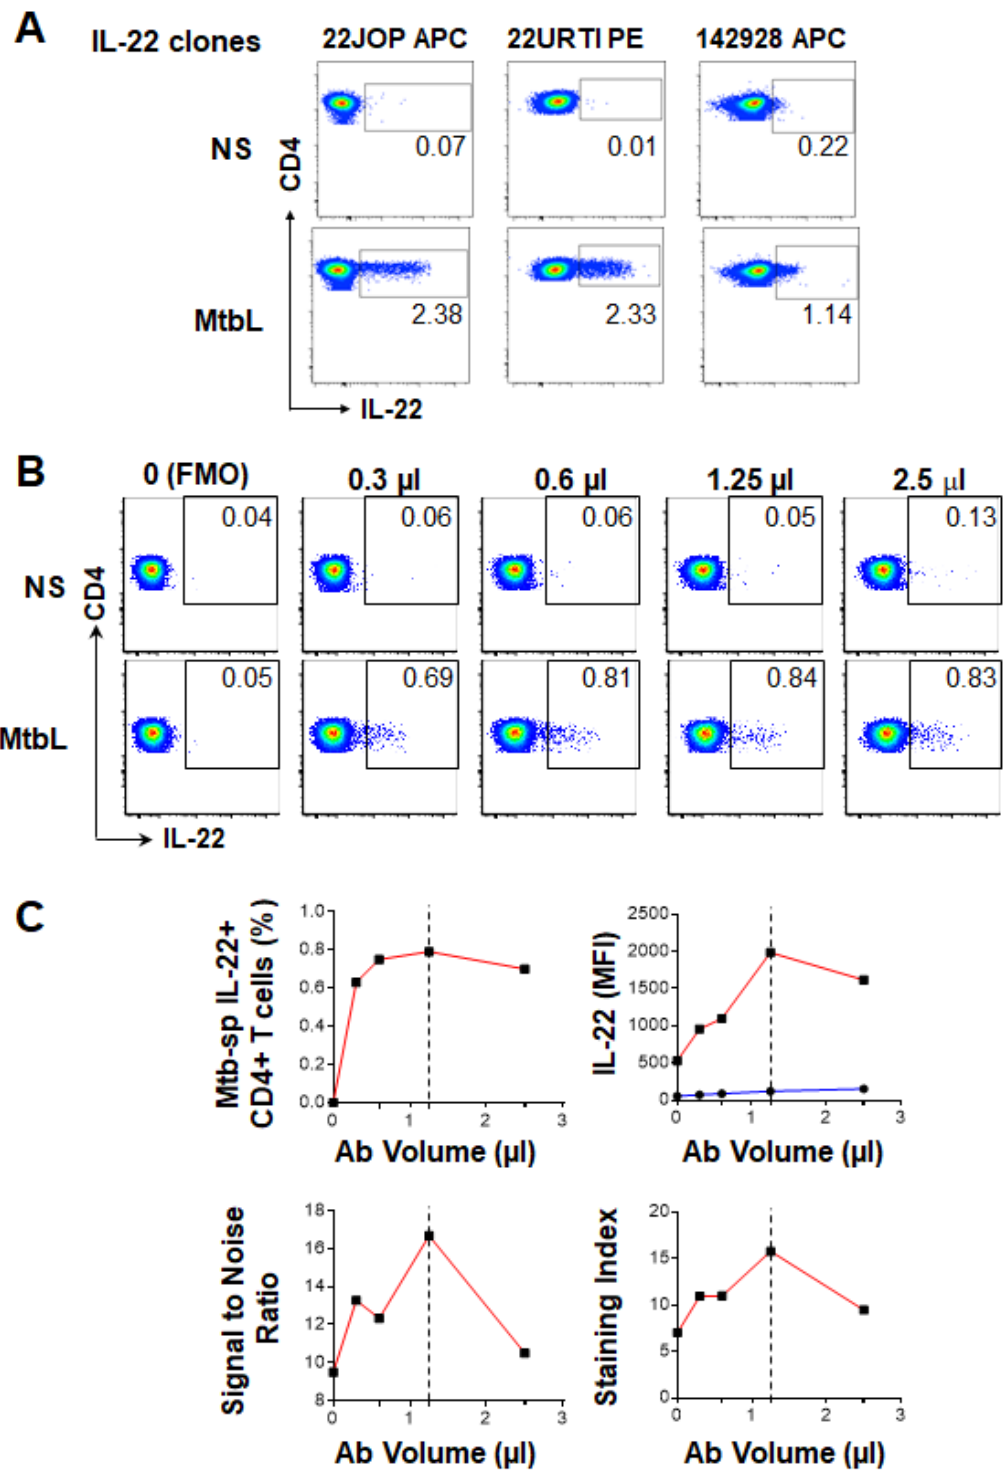 A
IL-22 clones
22JOP APC
22URTI PE
142928 APC
NS
CD4
0.07
0.01
0.22
MtbL
2.38
2.33
1.14
IL-22
B
0 (FMO)
0.3 µl
0.6 µl
1.25 µl
2.5 µl
NS
CD4
0.04
0.06
0.06
0.05
0.13
MtbL
0.05
0.69
0.81
0.84
0.83
IL-22
C
Mtb-sp IL-22+
CD4+ T cells (%)
1.0
0.8
0.6
0.4
0.2
0.0
0 1 2 3
Ab Volume (µl)
IL-22 (MFI)
2500
2000
1500
1000
500
0
0 1 2 3
Ab Volume (µl)
Signal to Noise
Ratio
18
16
14
12
10
8
0 1 2 3
Ab Volume (µl)
Staining Index
20
15
10
5
0
0 1 2 3
Ab Volume (µl)